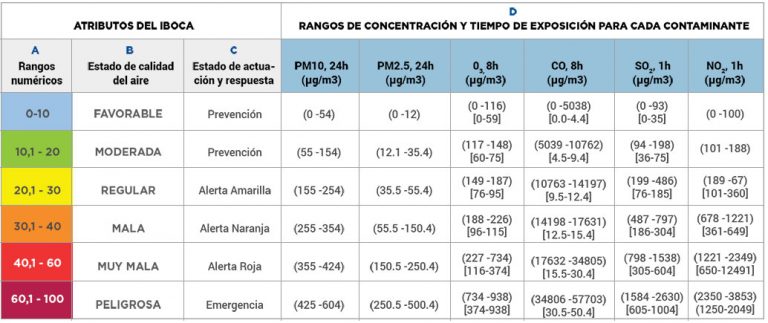 ATRIBUTOS DEL IBOCA
D
RANGOS DE CONCENTRACIÓN Y TIEMPO DE EXPOSICIÓN PARA CADA CONTAMINANTE
A
Rangos
numéricos
B
Estado de calidad
del aire
C
Estado de actua-
ción y respuesta
PM10, 24h
(µg/m3)
PM2.5, 24h
(µg/m3)
0₃, 8h
(µg/m3)
CO, 8h
(µg/m3)
SO₂, 1h
(µg/m3)
NO₂, 1h
(µg/m3)
0-10
FAVORABLE
Prevención
(0 -54)
(0 -12)
(0 -116)
[0-59]
(0 -5038)
[0.0-4.4]
(0 -93)
[0-35]
(0 -100)
10,1 - 20
MODERADA
Prevención
(55 -154)
(12.1 -35.4)
(117 -148)
[60-75]
(5039 -10762)
[4.5-9.4]
(94 -198)
[36-75]
(101 -188)
20,1 - 30
REGULAR
Alerta Amarilla
(155 -254)
(35.5 -55.4)
(149 -187)
[76-95]
(10763 -14197)
[9.5-12.4]
(199 -486)
[76-185]
(189 -67)
[101-360]
30,1 - 40
MALA
Alerta Naranja
(255 -354)
(55.5 -150.4)
(188 -226)
[96-115]
(14198 -17631)
[12.5-15.4]
(487 -797)
[186-304]
(678 -1221)
[361-649]
40,1 - 60
MUY MALA
Alerta Roja
(355 -424)
(150.5 -250.4)
(227 -734)
[116-374]
(17632 -34805)
[15.5-30.4]
(798 -1538)
[305-604]
(1221 -2349)
[650-12491]
60,1 - 100
PELIGROSA
Emergencia
(425 -604)
(250.5 -500.4)
(734 -938)
[374-938]
(34806 -57703)
[30.5-50.4]
(1584 -2630)
[605-1004]
(2350 -3853)
(1250-2049]